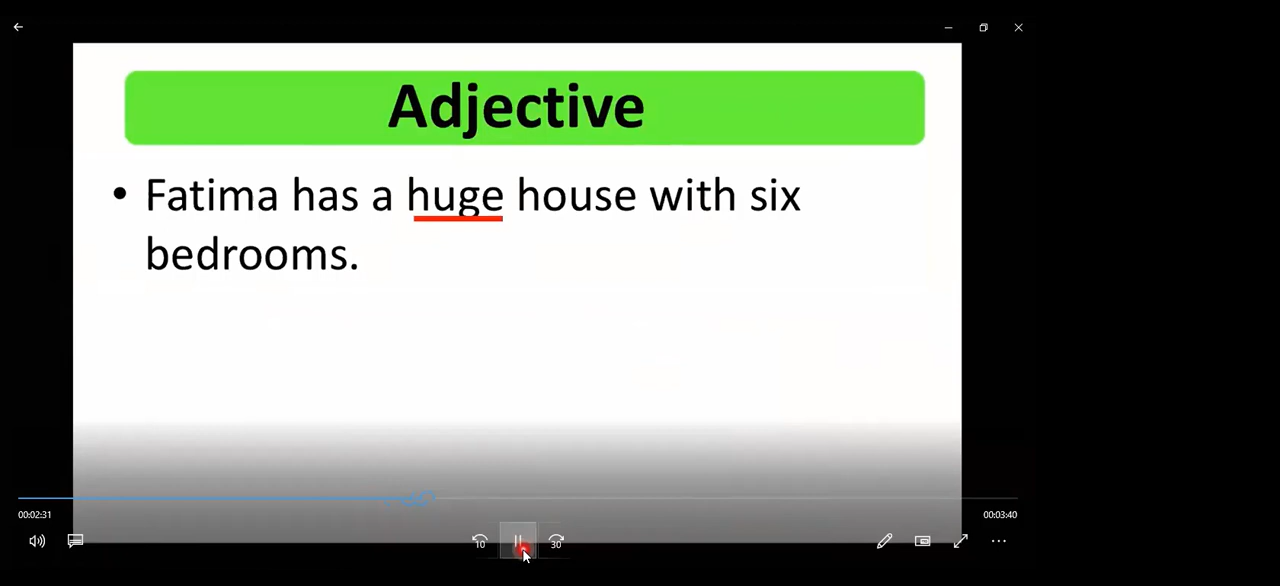 Adjective
• Fatima has a huge house with six
bedrooms.
00:02:31
00:03:40
10
30